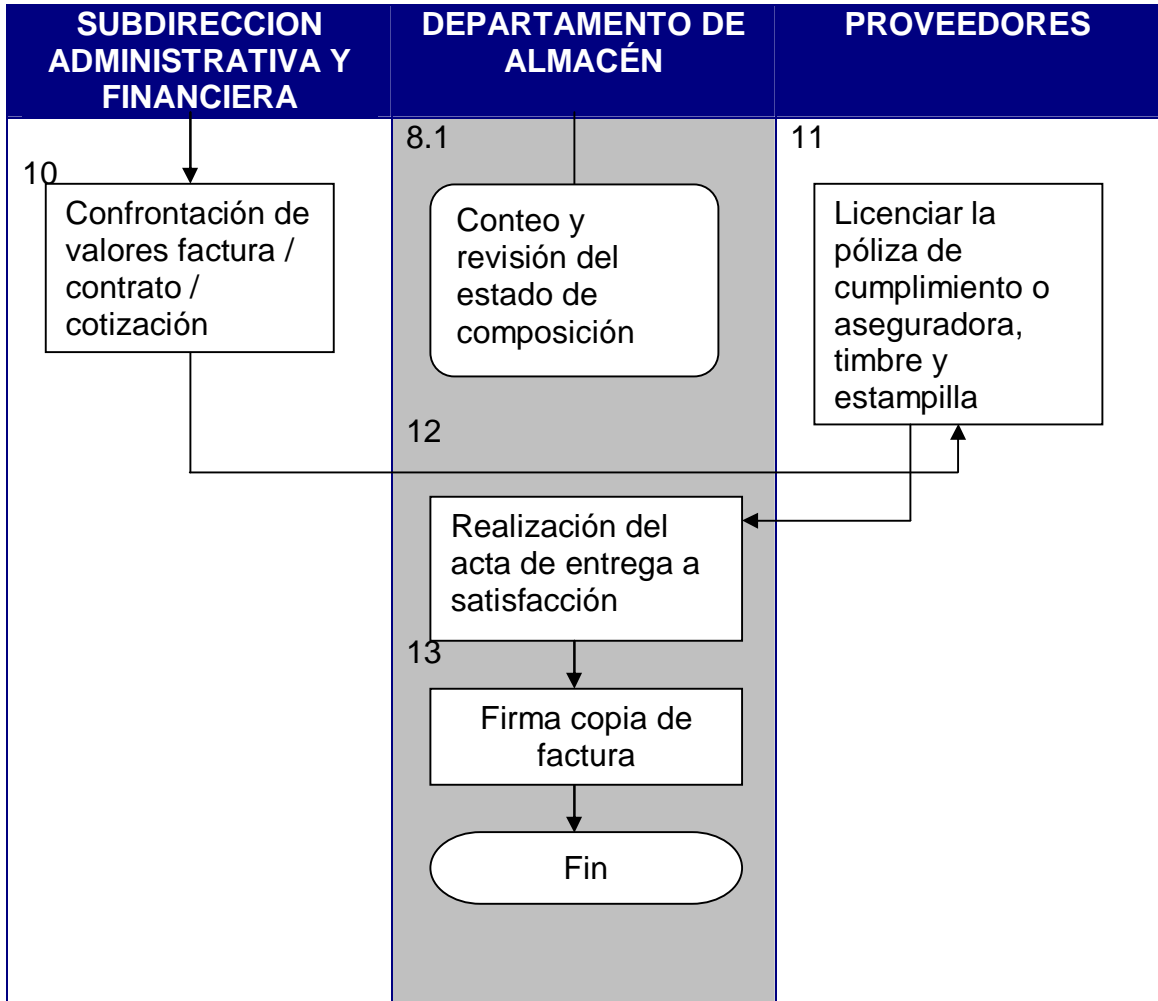 SUBDIRECCION
ADMINISTRATIVA Y
FINANCIERA
DEPARTAMENTO DE
ALMACÉN
PROVEEDORES
10
Confrontación de
valores factura /
contrato /
cotización
8.1
Conteo y
revisión del
estado de
composición
11
Licenciar la
póliza de
cumplimiento o
aseguradora,
timbre y
estampilla
12
Realización del
acta de entrega a
satisfacción
13
Firma copia de
factura
Fin